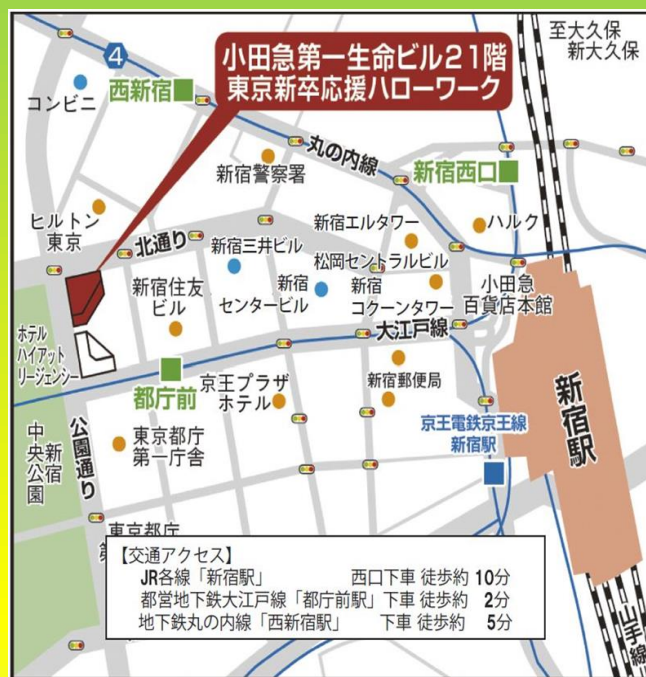 至大久保
新大久保
小田急第一生命ビル21階
東京新卒応援ハローワーク
4
コンビニ
西新宿
丸の内線
新宿警察署
新宿西口
ヒルトン
東京
北通り
新宿エルタワー
ハルク
新宿三井ビル
松岡セントラルビル
新宿住友
ビル
新宿
センタービル
新宿
コクーンタワー
小田急
百貨店本館
ホテル
ハイアット
リージェンシー
大江戸線
都庁前
京王プラザ
ホテル
新宿郵便局
新宿駅
京王電鉄京王線
新宿駅
新宿
中央公園
公園通り
東京都庁
第一庁舎
東京都庁
【交通アクセス】
JR各線「新宿駅」 西口下車 徒歩約 10分
都営地下鉄大江戸線「都庁前駅」下車 徒歩約 2分
地下鉄丸の内線「西新宿駅」 下車 徒歩約 5分
山手線